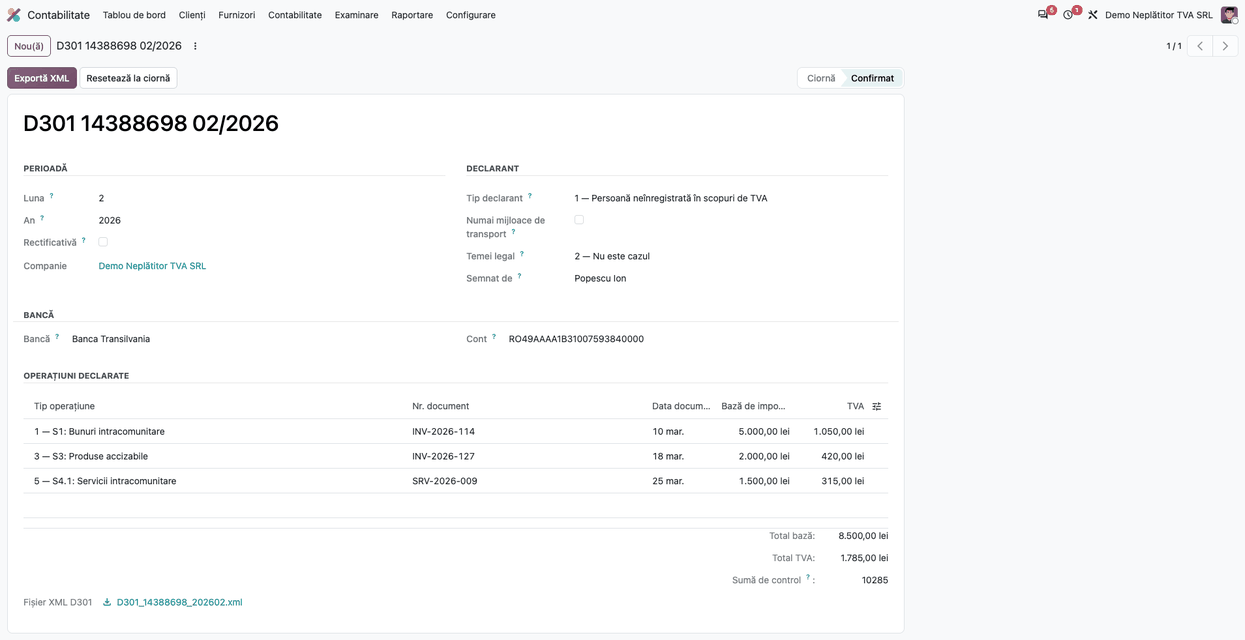 Contabilitate Tablou de bord Clienți Furnizori Contabilitate Examinare Raportare Configurare 5 1 Demo Neplătitor TVA SRL
Nou(ă) D301 14388698 02/2026 1 / 1
Exportă XML Resetează la ciornă Ciornă Confirmat
D301 14388698 02/2026
PERIOADĂ DECLARANT
Luna ? 2 Tip declarant ? 1 — Persoană neînregistrată în scopuri de TVA
An ? 2026 Numai mijloace de
transport ?
Rectificativă ?
Temei legal ? 2 — Nu este cazul
Companie Demo Neplătitor TVA SRL
Semnat de ? Popescu Ion
BANCĂ
Bancă ? Banca Transilvania Cont ? RO49AAAA1B31007593840000
OPERAȚIUNI DECLARATE
Tip operațiune Nr. document Data docum... Bază de impo... TVA
1 — S1: Bunuri intracomunitare INV-2026-114 10 mar. 5.000,00 lei 1.050,00 lei
3 — S3: Produse accizabile INV-2026-127 18 mar. 2.000,00 lei 420,00 lei
5 — S4.1: Servicii intracomunitare SRV-2026-009 25 mar. 1.500,00 lei 315,00 lei
Total bază: 8.500,00 lei
Total TVA: 1.785,00 lei
Sumă de control ? : 10285
Fișier XML D301 D301_14388698_202602.xml